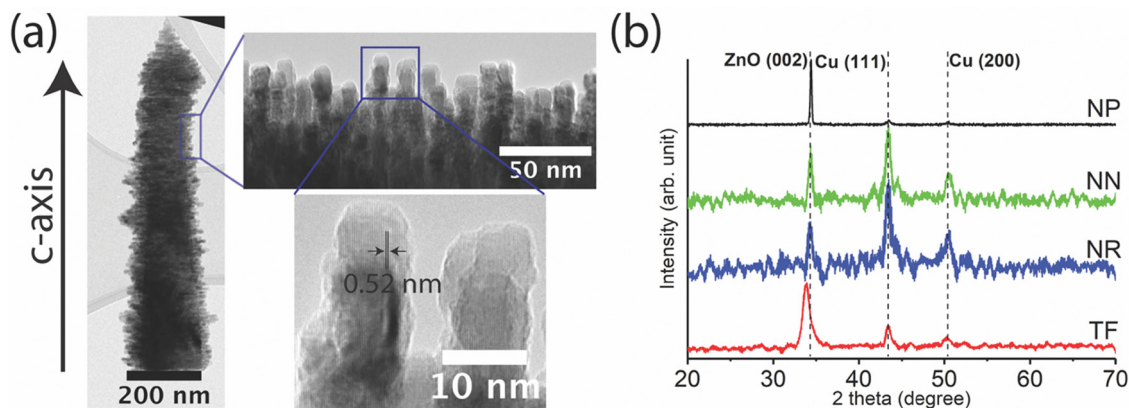 (a)
c-axis
200 nm
50 nm
0.52 nm
10 nm
(b)
ZnO (002) Cu (111) Cu (200)
NP
NN
NR
TF
Intensity (arb. unit)
20 30 40 50 60 70
2 theta (degree)